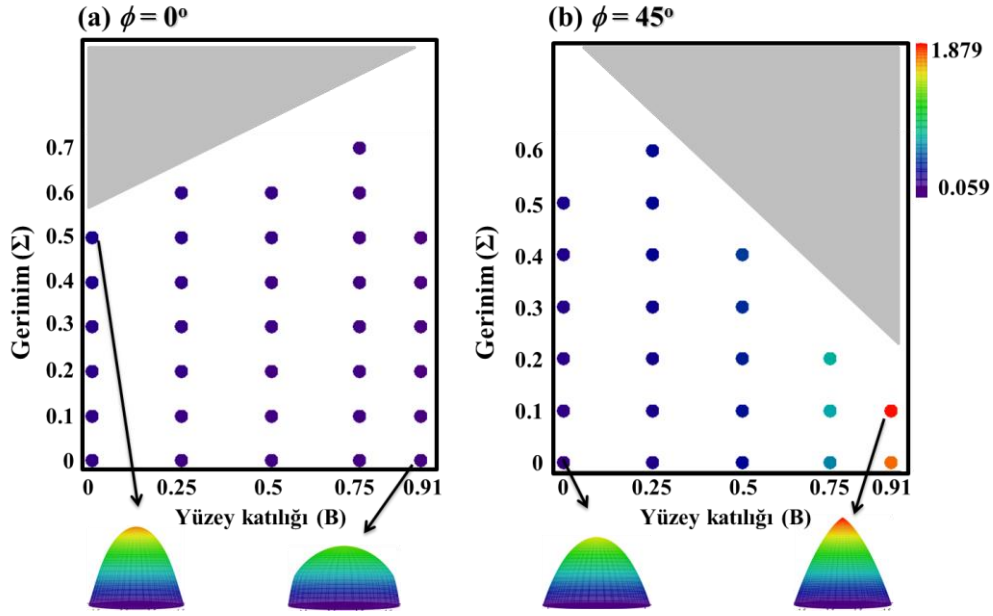 (a) ϕ = 0°
(b) ϕ = 45°
1.879
0.059
Gerinim (Σ)
0.7
0.6
0.5
0.4
0.3
0.2
0.1
0
0 0.25 0.5 0.75 0.91
Yüzey katılığı (B)
Gerinim (Σ)
0.6
0.5
0.4
0.3
0.2
0.1
0
0 0.25 0.5 0.75 0.91
Yüzey katılığı (B)